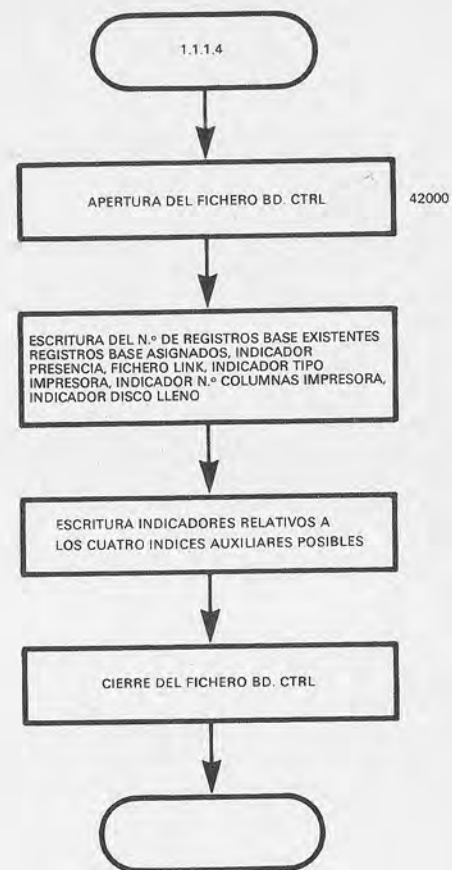 1.1.1.4
APERTURA DEL FICHERO BD. CTRL
42000
ESCRITURA DEL N.º DE REGISTROS BASE EXISTENTES
REGISTROS BASE ASIGNADOS, INDICADOR
PRESENCIA, FICHERO LINK, INDICADOR TIPO
IMPRESORA, INDICADOR N.º COLUMNAS IMPRESORA,
INDICADOR DISCO LLENO
ESCRITURA INDICADORES RELATIVOS A
LOS CUATRO INDICES AUXILIARES POSIBLES
CIERRE DEL FICHERO BD. CTRL